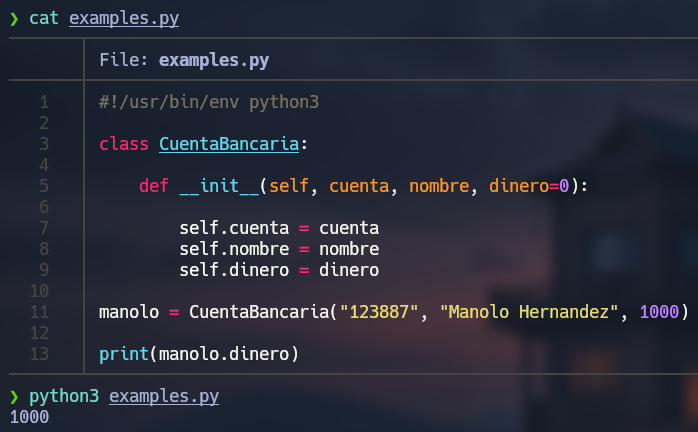 ❯ cat examples.py
File: examples.py
1 #!/usr/bin/env python3
2
3 class CuentaBancaria:
4
5     def __init__(self, cuenta, nombre, dinero=0):
6
7         self.cuenta = cuenta
8         self.nombre = nombre
9         self.dinero = dinero
10
11 manolo = CuentaBancaria("123887", "Manolo Hernandez", 1000)
12
13 print(manolo.dinero)
❯ python3 examples.py
1000